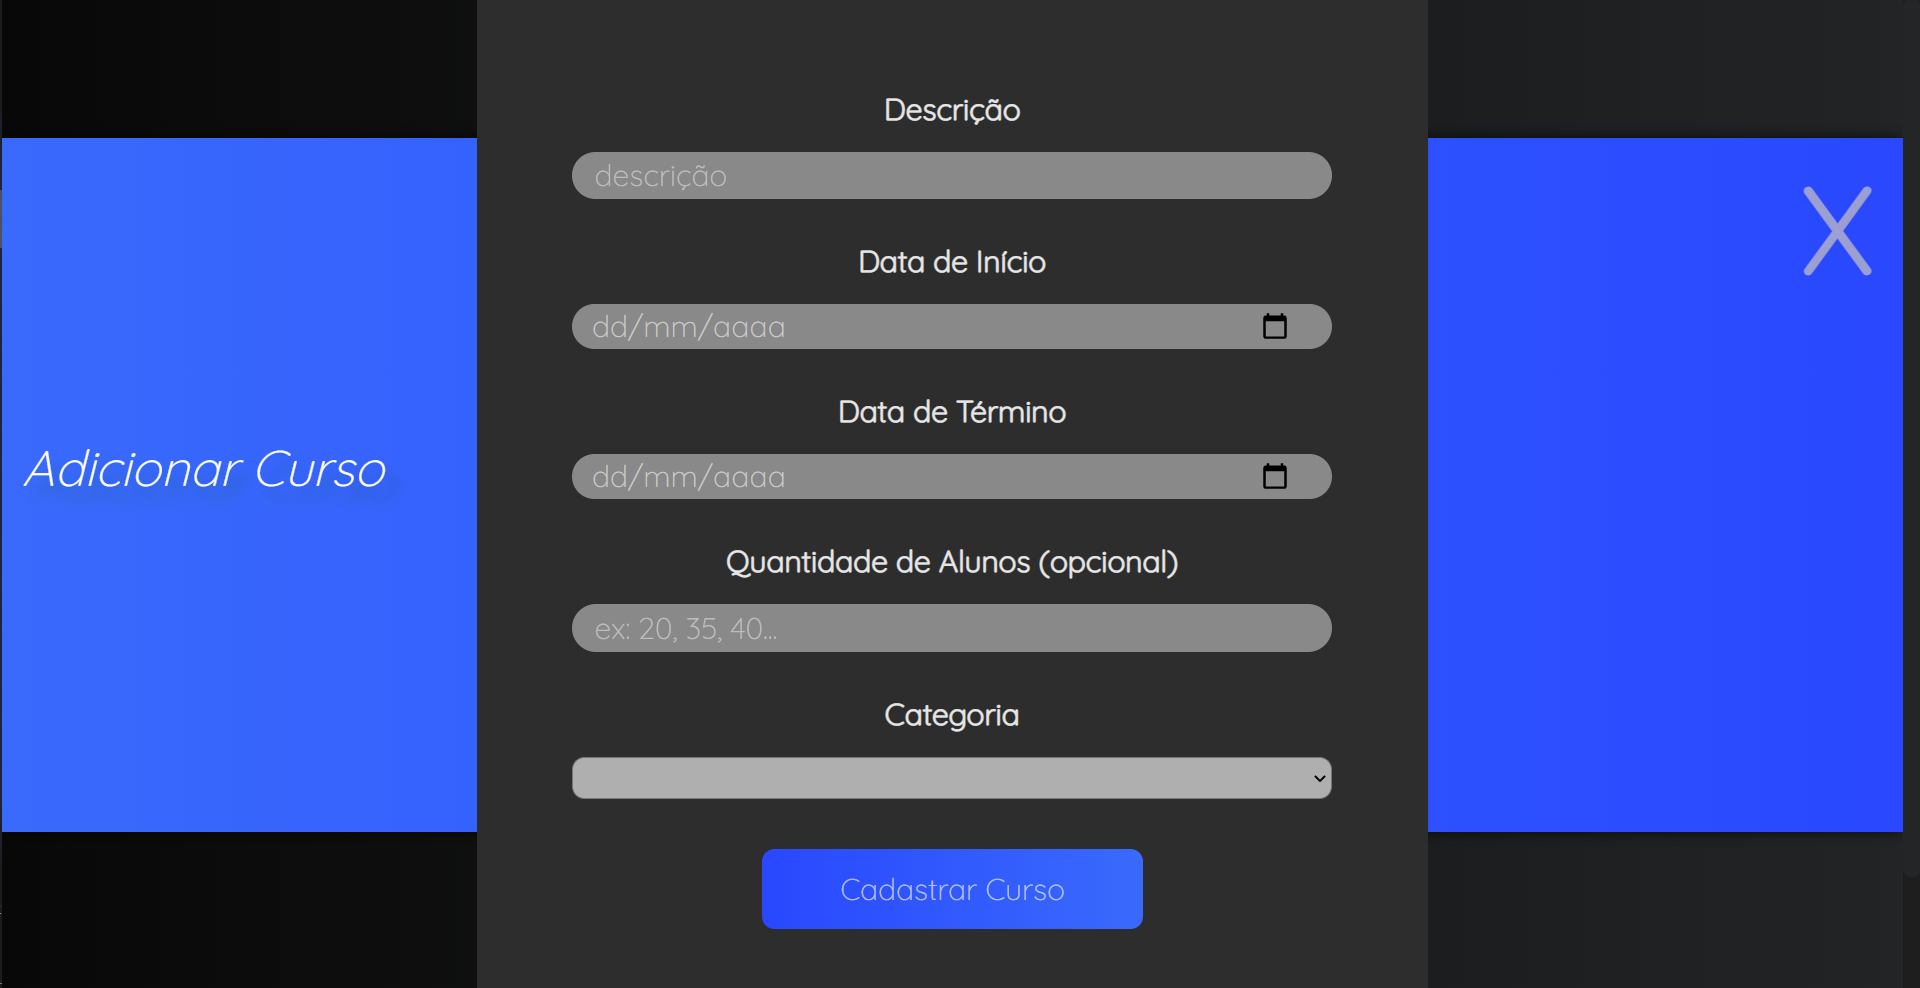 Adicionar Curso
Descrição
descrição
Data de Início
dd/mm/aaaa
Data de Término
dd/mm/aaaa
Quantidade de Alunos (opcional)
ex: 20, 35, 40...
Categoria
Cadastrar Curso
X